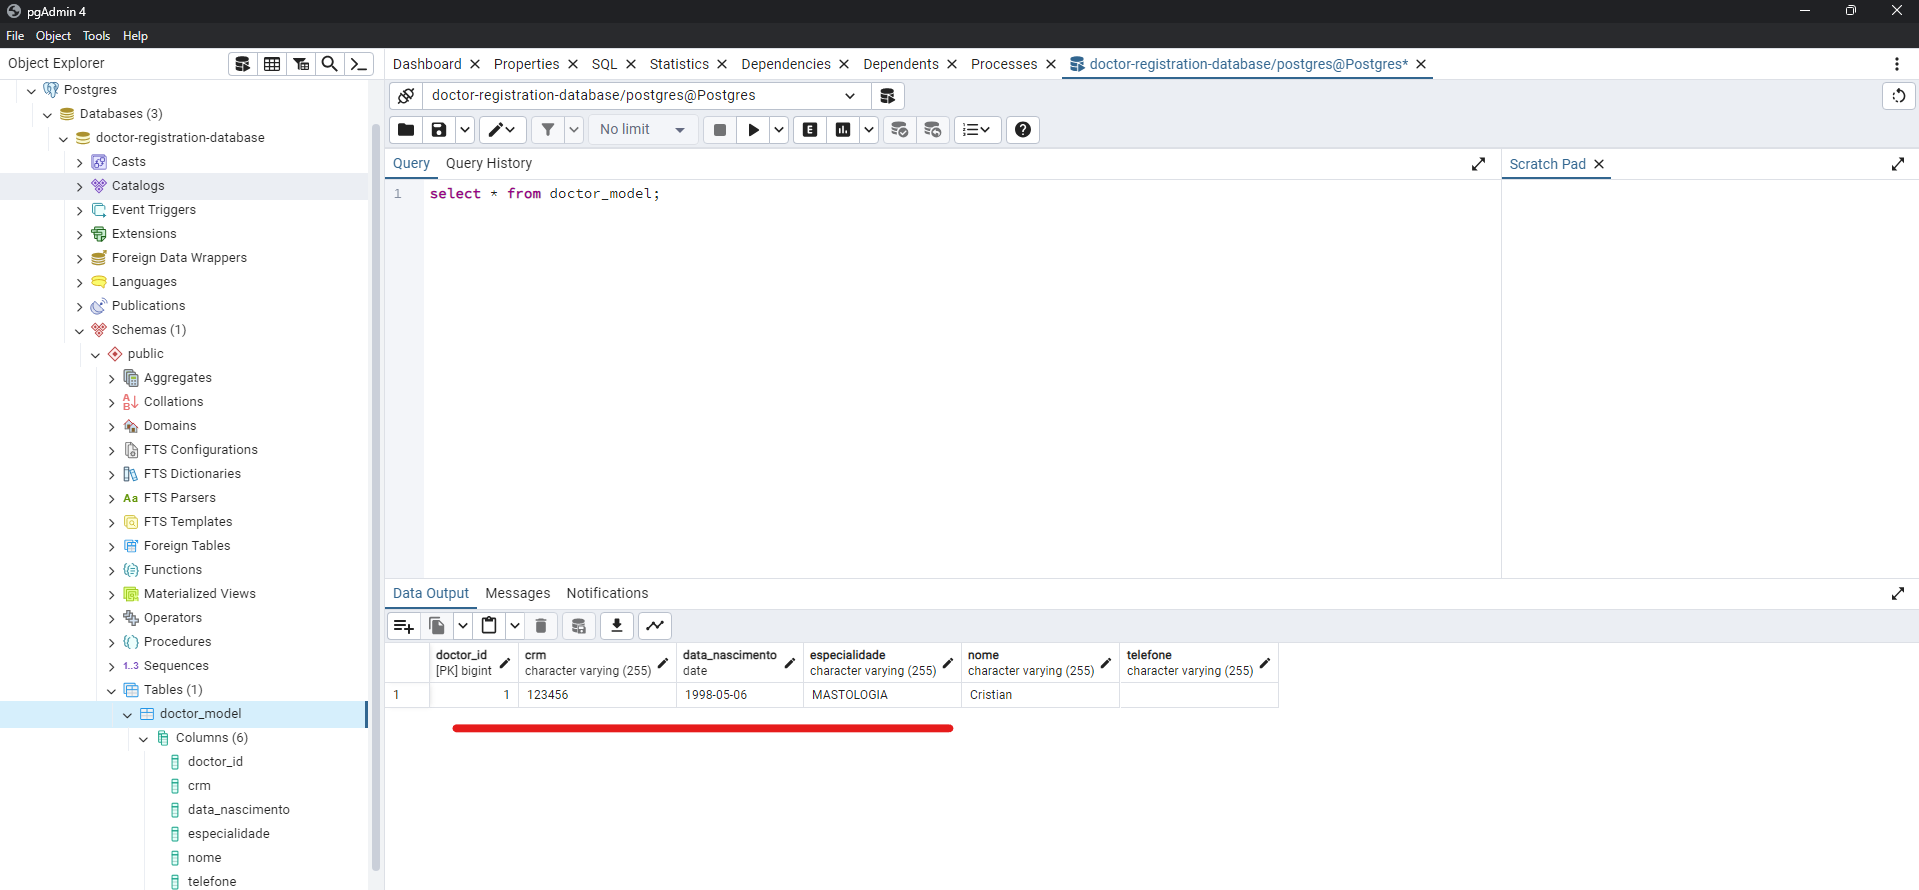 pgAdmin 4
File Object Tools Help
Object Explorer
Postgres
Databases (3)
doctor-registration-database
Casts
Catalogs
Event Triggers
Extensions
Foreign Data Wrappers
Languages
Publications
Schemas (1)
public
Aggregates
Collations
Domains
FTS Configurations
FTS Dictionaries
Aa FTS Parsers
FTS Templates
Foreign Tables
Functions
Materialized Views
Operators
Procedures
1..3 Sequences
Tables (1)
doctor_model
Columns (6)
doctor_id
crm
data_nascimento
especialidade
nome
telefone
Dashboard Properties SQL Statistics Dependencies Dependents Processes doctor-registration-database/postgres@Postgres*
doctor-registration-database/postgres@Postgres
No limit E
Query Query History
Scratch Pad
1 select * from doctor_model;
Data Output Messages Notifications
doctor_id crm data_nascimento especialidade nome telefone
[PK] bigint character varying (255) date character varying (255) character varying (255) character varying (255)
1 1 123456 1998-05-06 MASTOLOGIA Cristian